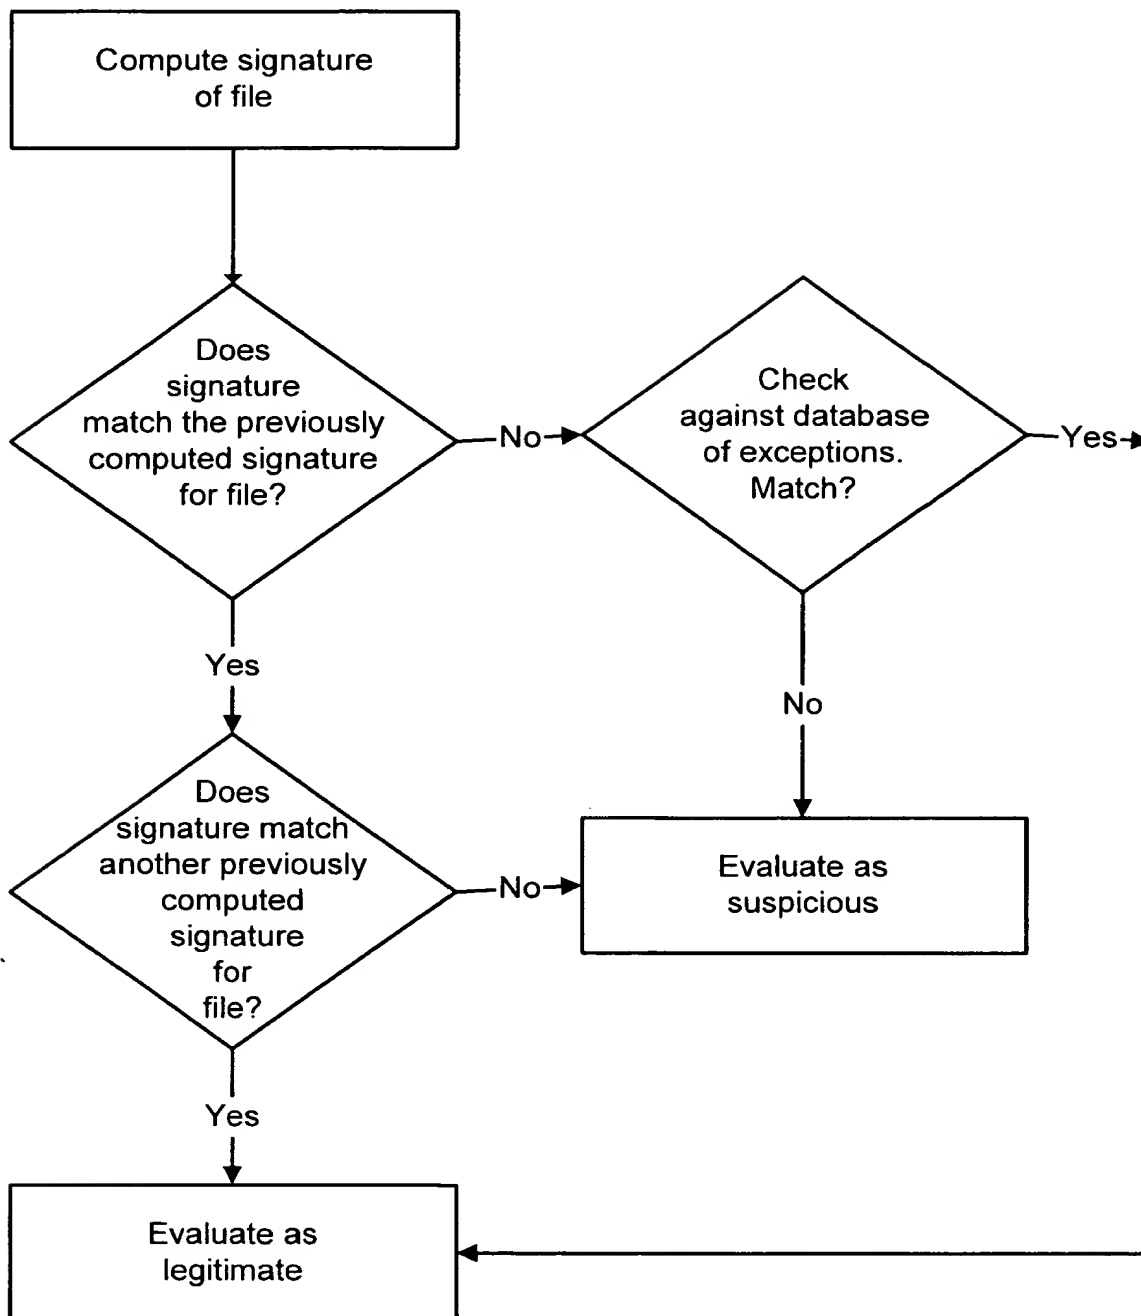 Compute signature
of file
Does
signature
match the previously
computed signature
for file?
No
Check
against database
of exceptions.
Match?
Yes
Yes
No
Does
signature match
another previously
computed
signature
for
file?
No
Evaluate as
suspicious
Yes
Evaluate as
legitimate